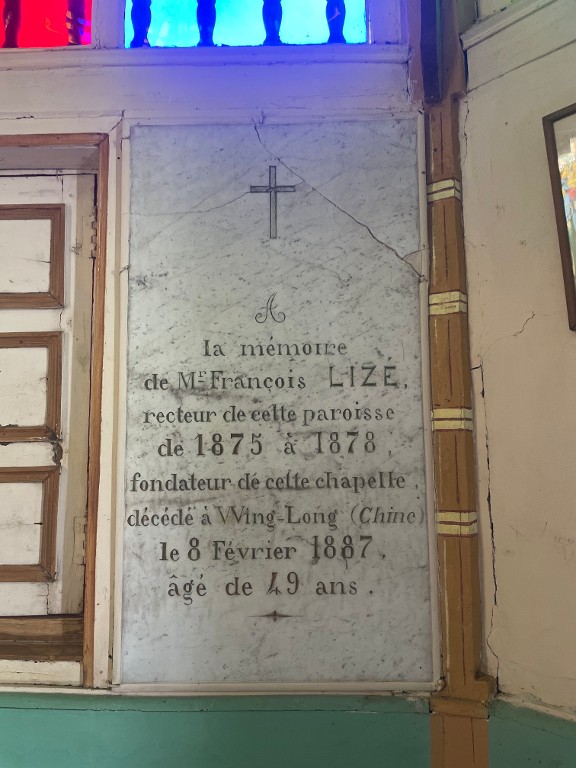 A
la mémoire
de Mr François LIZÉ,
recteur de cette paroisse
de 1875 à 1878,
fondateur de cette chapelle,
décédé à Wing-Long (Chine)
le 8 Février 1887,
âgé de 49 ans.